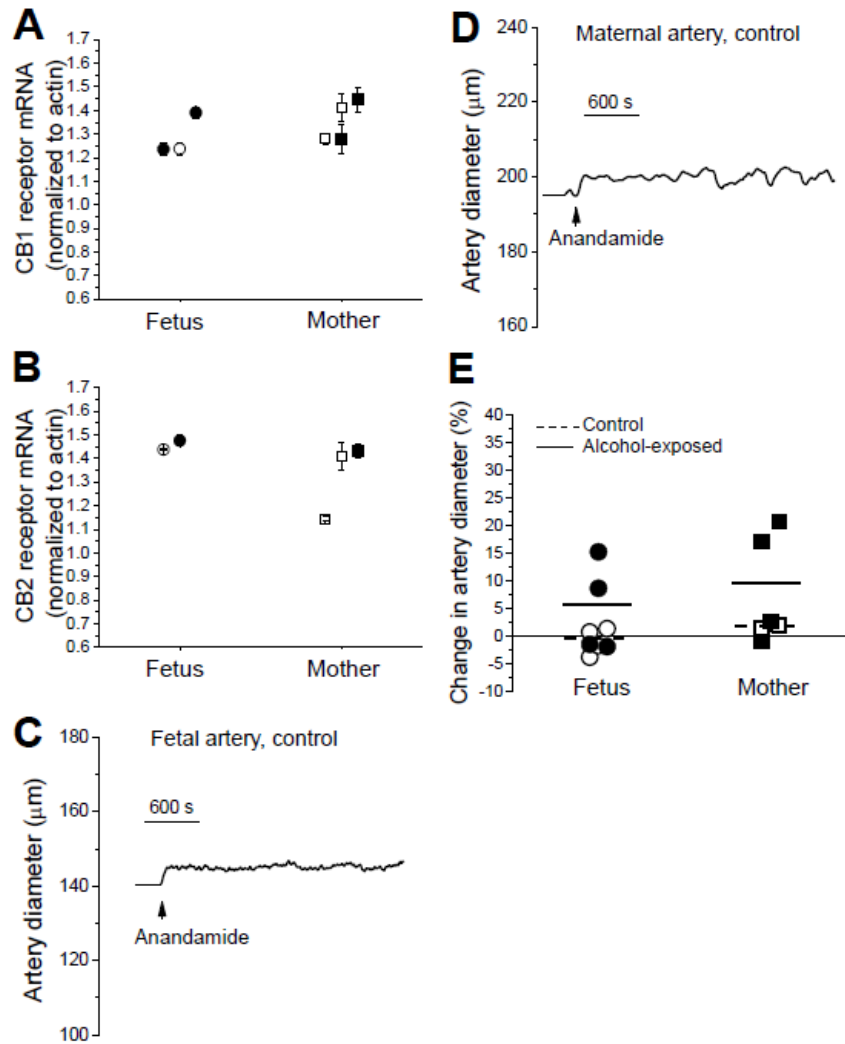 A
CB1 receptor mRNA
(normalized to actin)
1.7
1.6
1.5
1.4
1.3
1.2
1.1
1.0
0.9
0.8
0.7
0.6
Fetus Mother
B
CB2 receptor mRNA
(normalized to actin)
1.7
1.6
1.5
1.4
1.3
1.2
1.1
1.0
0.9
0.8
0.7
0.6
Fetus Mother
C
Fetal artery, control
Artery diameter (μm)
180
160
140
120
100
600 s
Anandamide
D
Maternal artery, control
Artery diameter (μm)
240
220
200
180
160
600 s
Anandamide
E
Change in artery diameter (%)
40
35
30
25
20
15
10
5
0
-5
-10
Control
Alcohol-exposed
Fetus Mother